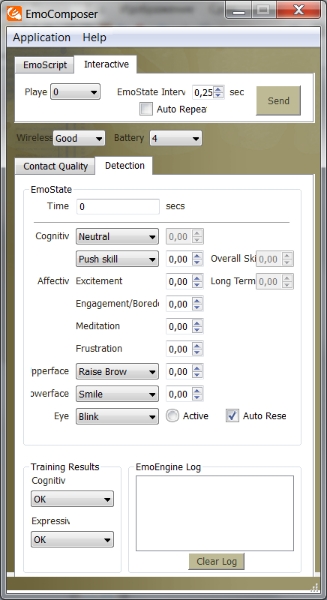 EmoComposer
Application Help
EmoScript Interactive
Playe 0 EmoState Interv 0,25 sec
Auto Repeat
Send
Wireless Good Battery 4
Contact Quality Detection
EmoState
Time 0 secs
Cognitiv Neutral 0,00
Push skill 0,00 Overall Ski 0,00
Affectiv Excitement 0,00 Long Term 0,00
Engagement/Bored 0,00
Meditation 0,00
Frustration 0,00
pperface Raise Brow 0,00
owerface Smile 0,00
Eye Blink Active Auto Rese
Training Results
Cognitiv
OK
Expressiv
OK
EmoEngine Log
Clear Log